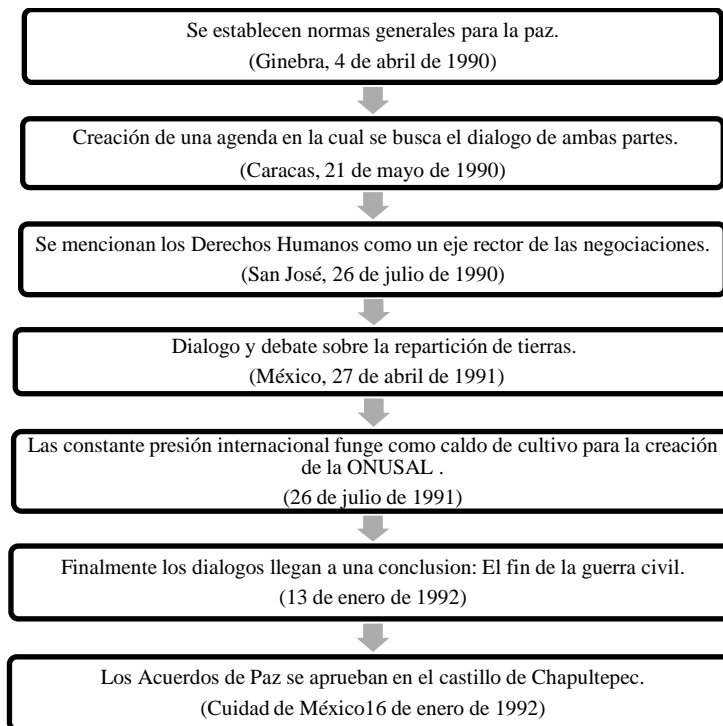 Se establecen normas generales para la paz.
(Ginebra, 4 de abril de 1990)
Creación de una agenda en la cual se busca el dialogo de ambas partes.
(Caracas, 21 de mayo de 1990)
Se mencionan los Derechos Humanos como un eje rector de las negociaciones.
(San José, 26 de julio de 1990)
Dialogo y debate sobre la repartición de tierras.
(México, 27 de abril de 1991)
Las constante presión internacional funge como caldo de cultivo para la creación
de la ONUSAL .
(26 de julio de 1991)
Finalmente los dialogos llegan a una conclusion: El fin de la guerra civil.
(13 de enero de 1992)
Los Acuerdos de Paz se aprueban en el castillo de Chapultepec.
(Cuidad de México16 de enero de 1992)